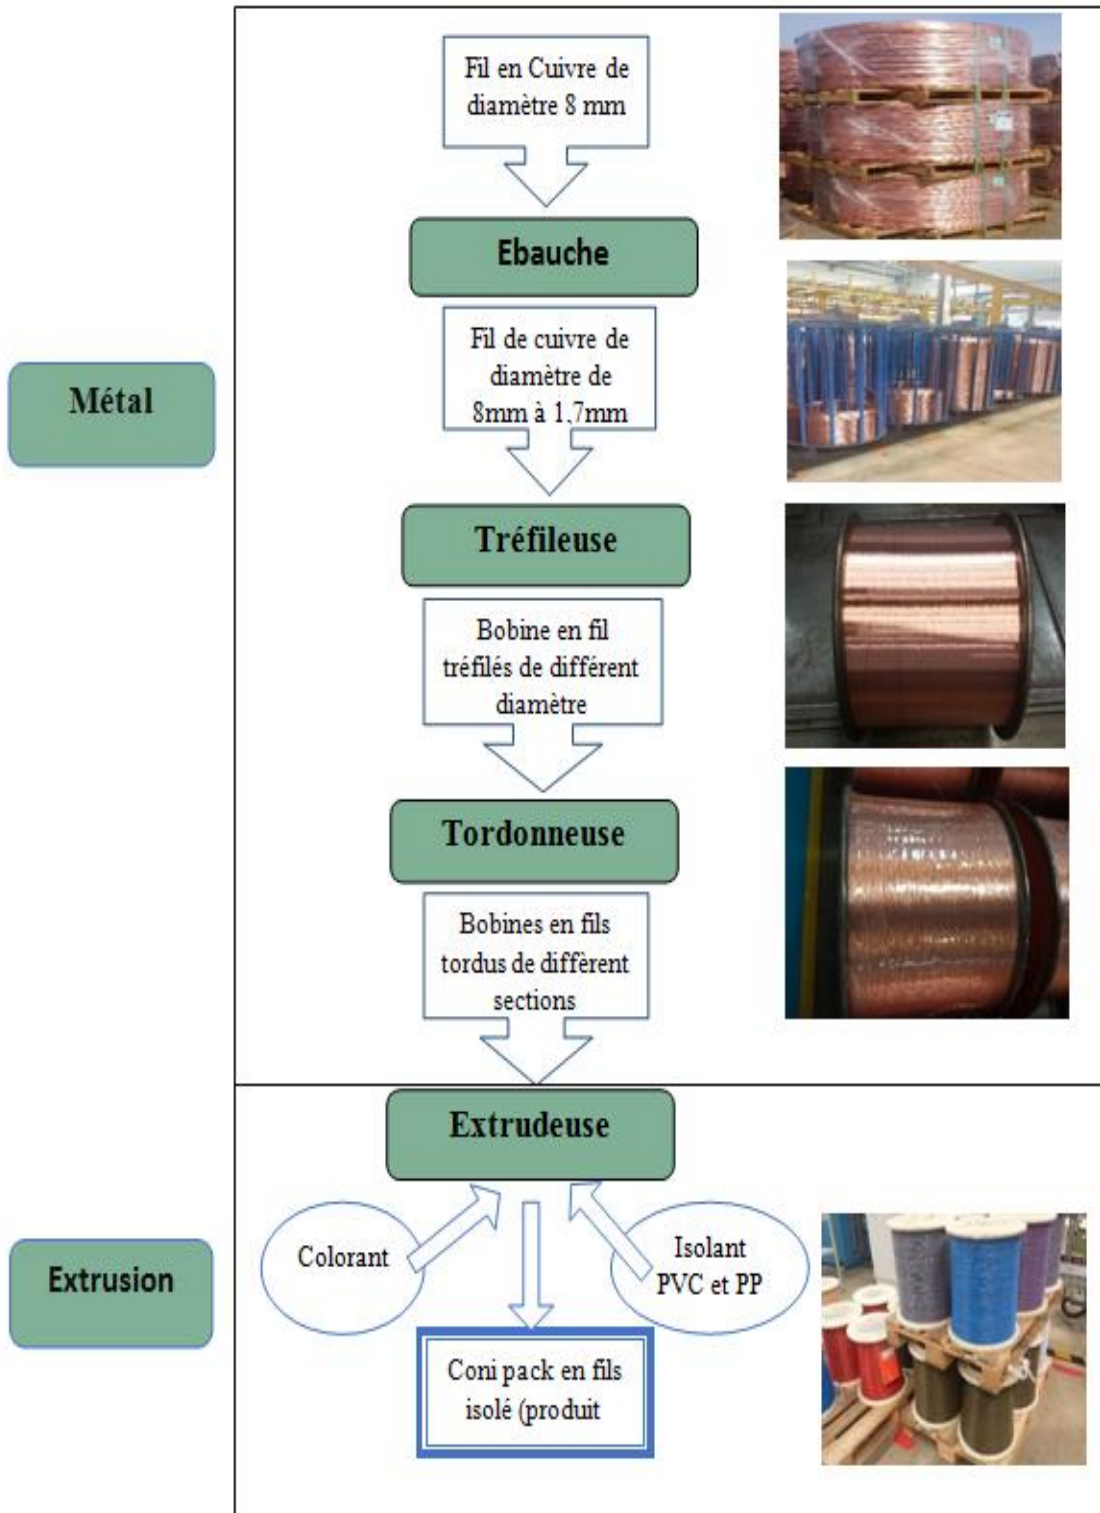 Fil en Cuivre de
diamètre 8 mm
Ebauche
Fil de cuivre de
diamètre de
8mm à 1,7mm
Métal
Tréfileuse
Bobine en fil
tréfilés de différent
diamètre
Tordonneuse
Bobines en fils
tordus de diffèrent
sections
Extrudeuse
Colorant
Isolant
PVC et PP
Extrusion
Coni pack en fils
isolé (produit